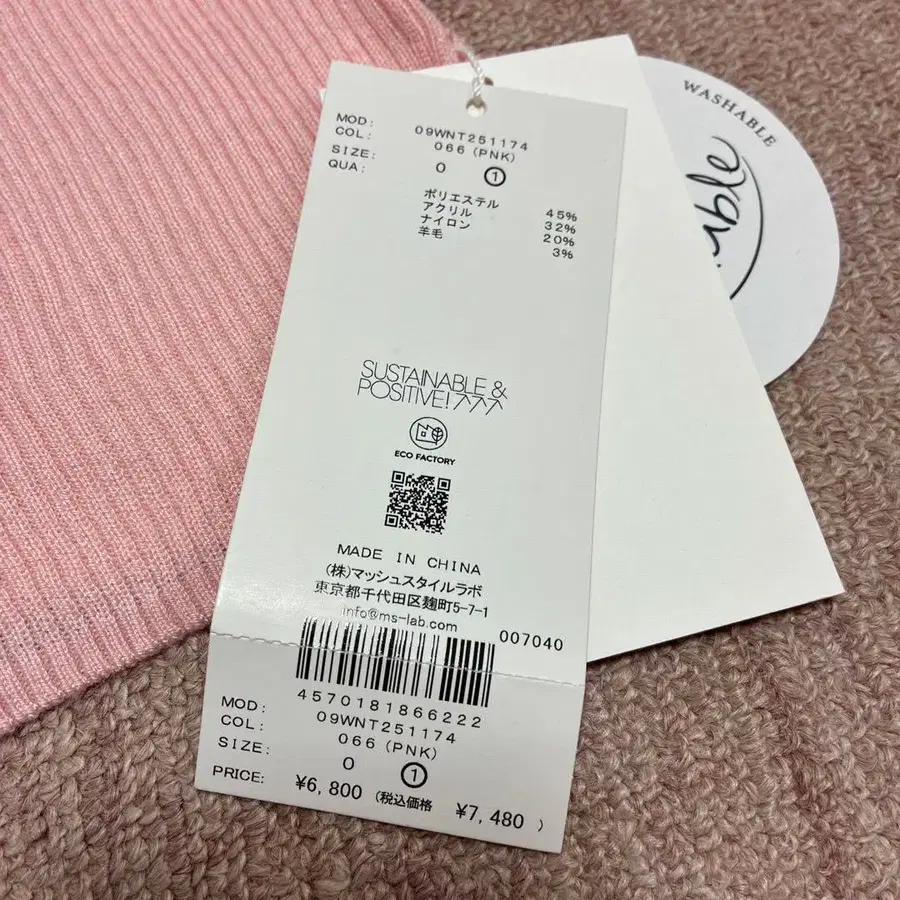 MOD: 09WNT251174
COL: 066 (PNK)
SIZE: 0 ①
QUA:
ポリエステル 45%
アクリル 32%
ナイロン 20%
羊毛 3%
SUSTAINABLE &
POSITIVE!
ECO FACTORY
MADE IN CHINA
(株)マッシュスタイルラボ
東京都千代田区麹町5-7-1
info@ms-lab.com
007040
4570181866222
MOD: 09WNT251174
COL: 066 (PNK)
SIZE: 0 ①
PRICE: ¥6,800 (税込価格 ¥7,480 )
WASHABLE